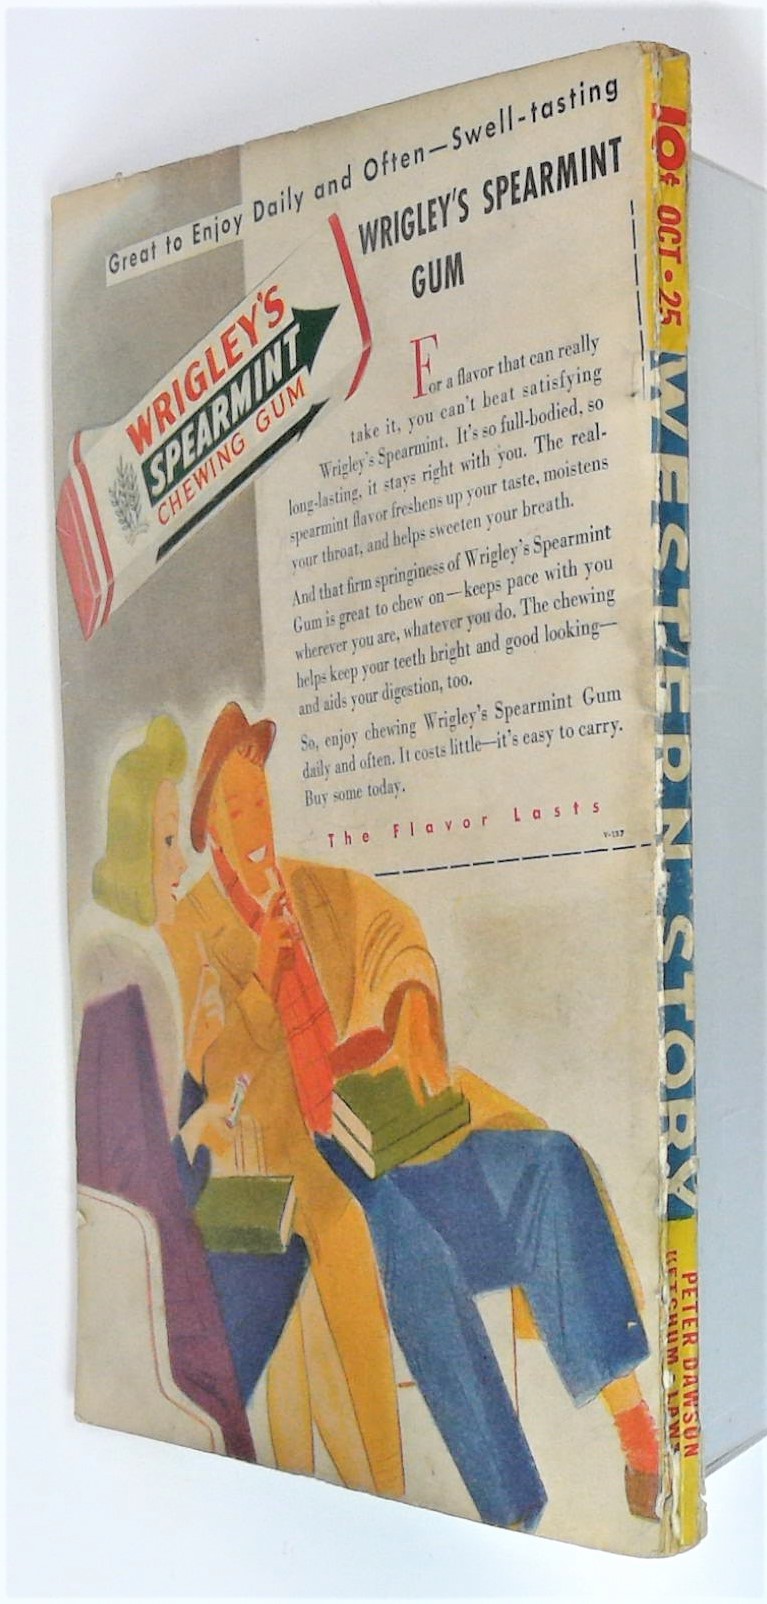 Great to Enjoy Daily and Often—Swell-tasting
WRIGLEY'S SPEARMINT
GUM
WRIGLEY'S
SPEARMINT
CHEWING GUM
For a flavor that can really
take it, you can't beat satisfying
Wrigley's Spearmint. It's so full-bodied, so
long-lasting, it stays right with you. The real-
spearmint flavor freshens up your taste, moistens
your throat, and helps sweeten your breath.
And that firm springiness of Wrigley's Spearmint
Gum is great to chew on—keeps pace with you
wherever you are, whatever you do. The chewing
helps keep your teeth bright and good looking—
and aids your digestion, too.
So, enjoy chewing Wrigley's Spearmint Gum
daily and often. It costs little—it's easy to carry.
Buy some today.
The Flavor Lasts
Y-157
10¢ OCT • 25
WESTERN STORY
PETER DAWSON
KETCHUM